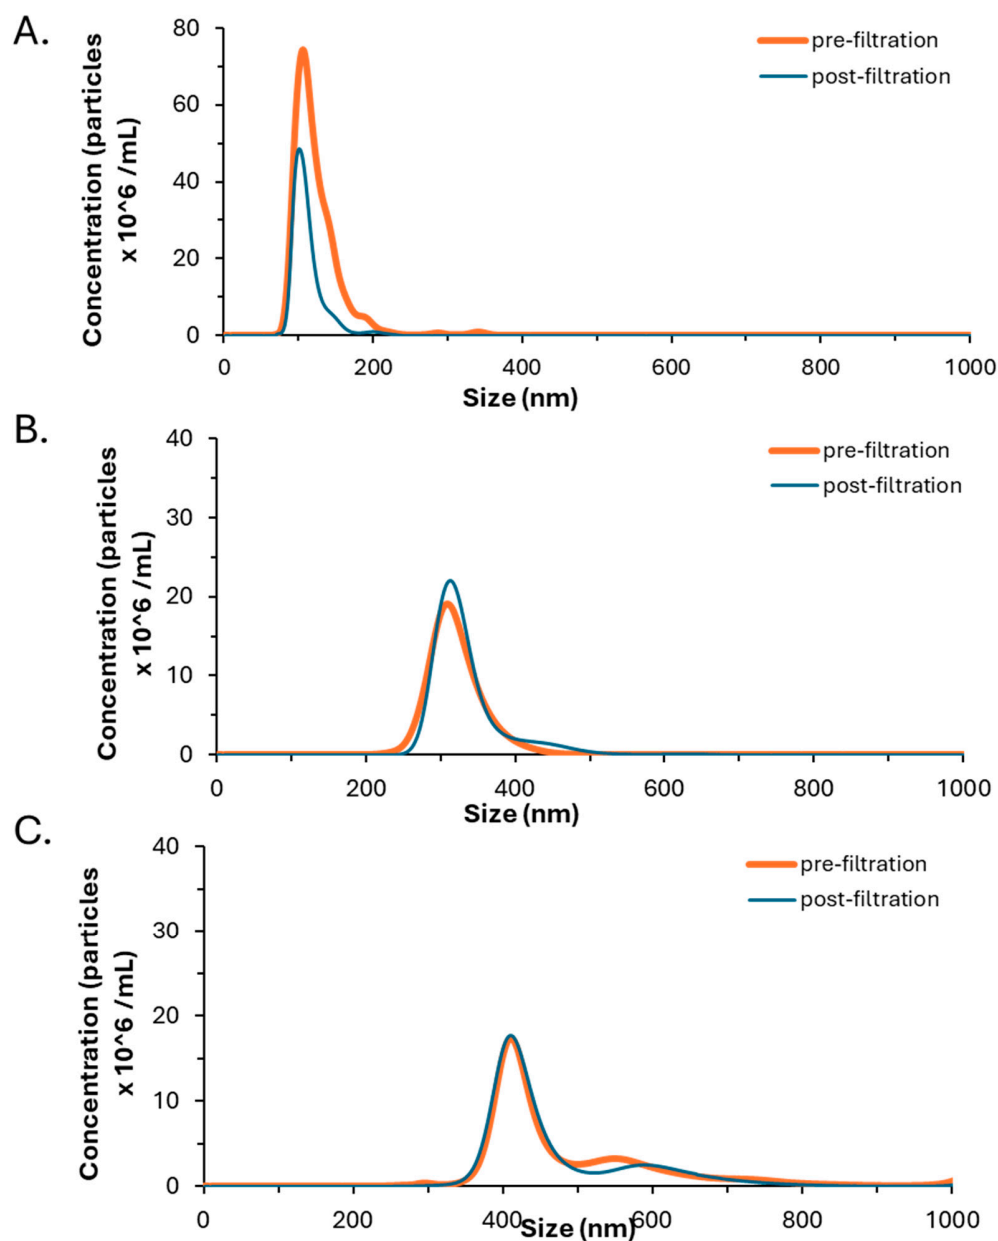 A.
80
60
40
20
0
Concentration (particles
x 10^6 /mL)
pre-filtration
post-filtration
0 200 400 600 800 1000
Size (nm)
B.
40
30
20
10
0
Concentration (particles
x 10^6 /mL)
pre-filtration
post-filtration
0 200 400 600 800 1000
Size (nm)
C.
40
30
20
10
0
Concentration (particles
x 10^6 /mL)
pre-filtration
post-filtration
0 200 400 600 800 1000
Size (nm)